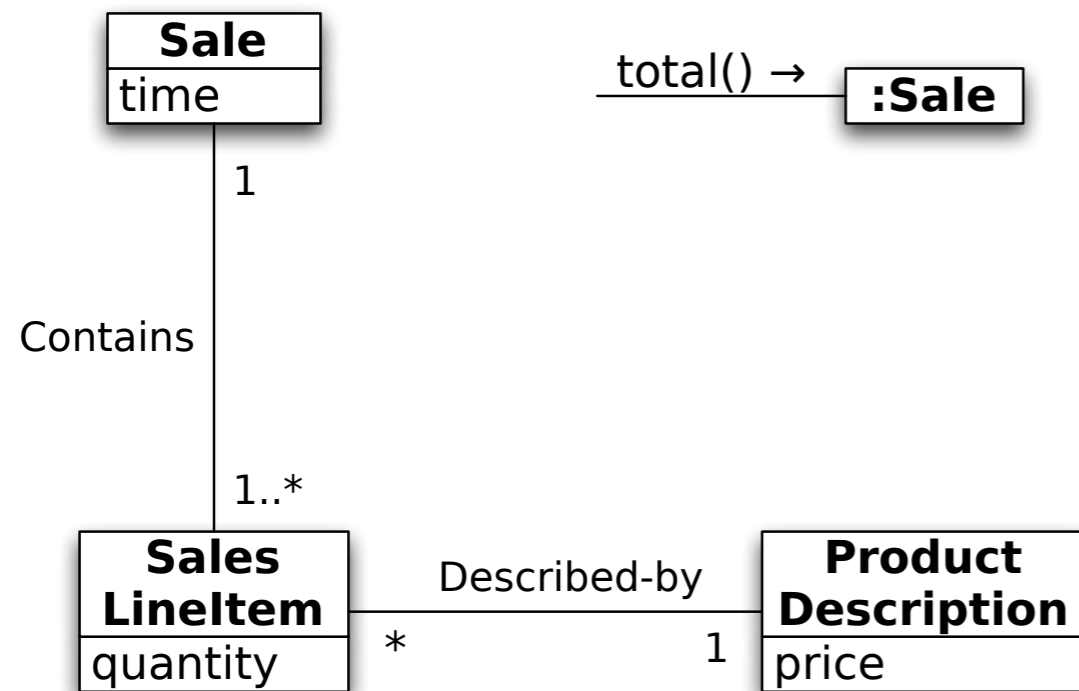 Sale
time
total() →
:Sale
1
Contains
1..*
Sales
LineItem
quantity
Described-by
*
1
Product
Description
price